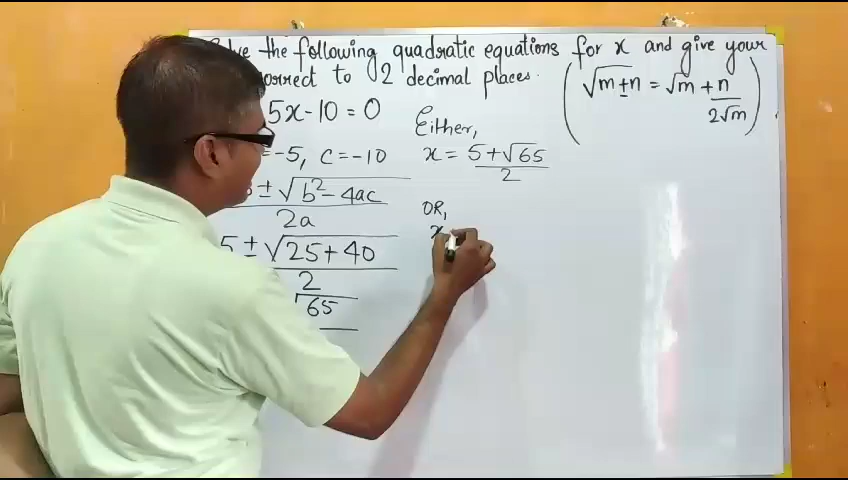 the following quadratic equations for x and give your
correct to 2 decimal places.
(√m±n = √m + n/2√m)
5x-10=0
=-5, c=-10
± √b²-4ac
2a
5 ± √25+40
2
√65
Either,
x = 5+√65
2
OR,
x